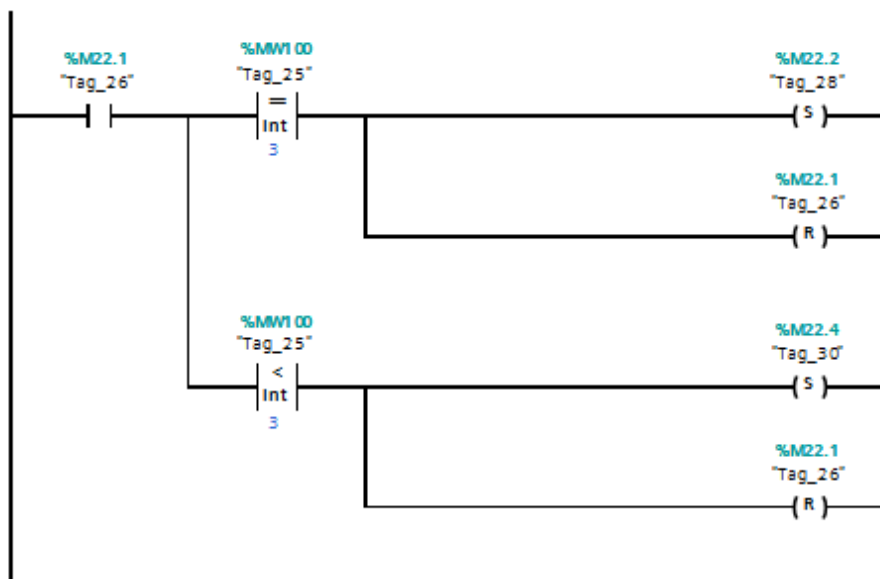 %M22.1
"Tag_26"
%MW100
"Tag_25"
=
Int
3
%M22.2
"Tag_28"
S
%M22.1
"Tag_26"
R
%MW100
"Tag_25"
<
Int
3
%M22.4
"Tag_30"
S
%M22.1
"Tag_26"
R